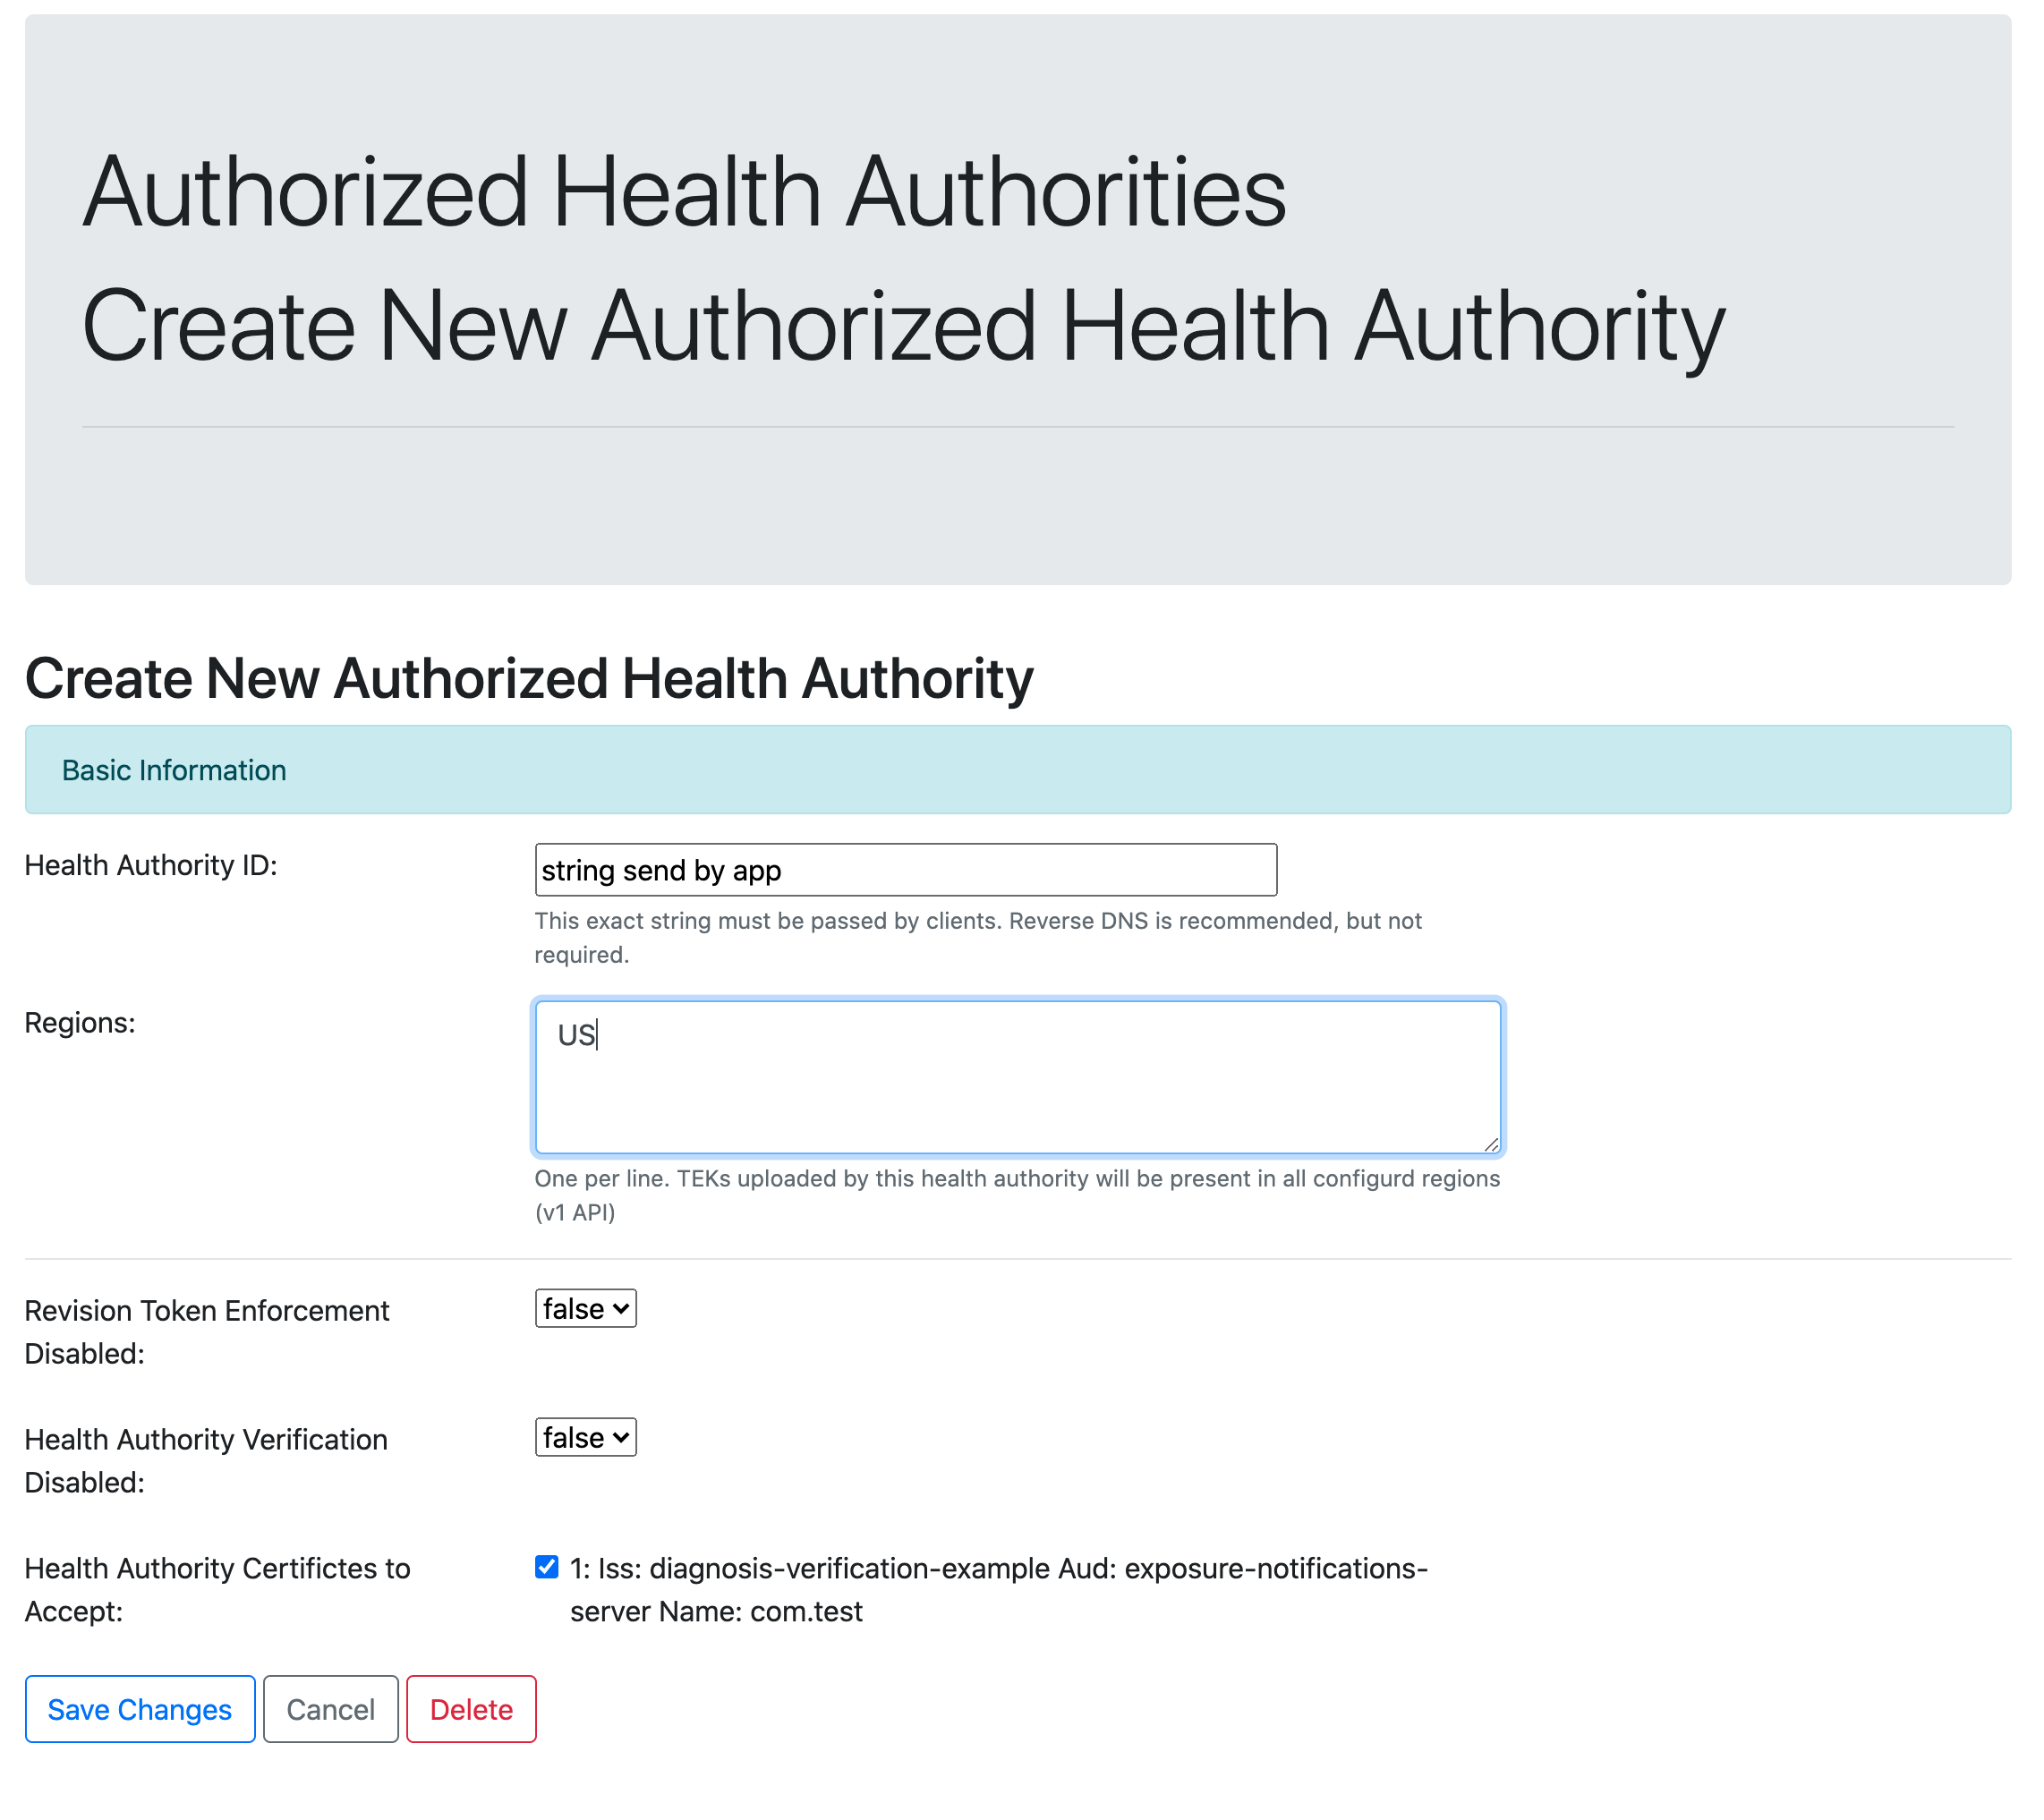 Authorized Health Authorities
Create New Authorized Health Authority
Create New Authorized Health Authority
Basic Information
Health Authority ID:
string send by app
This exact string must be passed by clients. Reverse DNS is recommended, but not
required.
Regions:
US
One per line. TEKs uploaded by this health authority will be present in all configurd regions
(v1 API)
Revision Token Enforcement
Disabled:
false
Health Authority Verification
Disabled:
false
Health Authority Certifictes to
Accept:
1: Iss: diagnosis-verification-example Aud: exposure-notifications-
server Name: com.test
Save Changes
Cancel
Delete